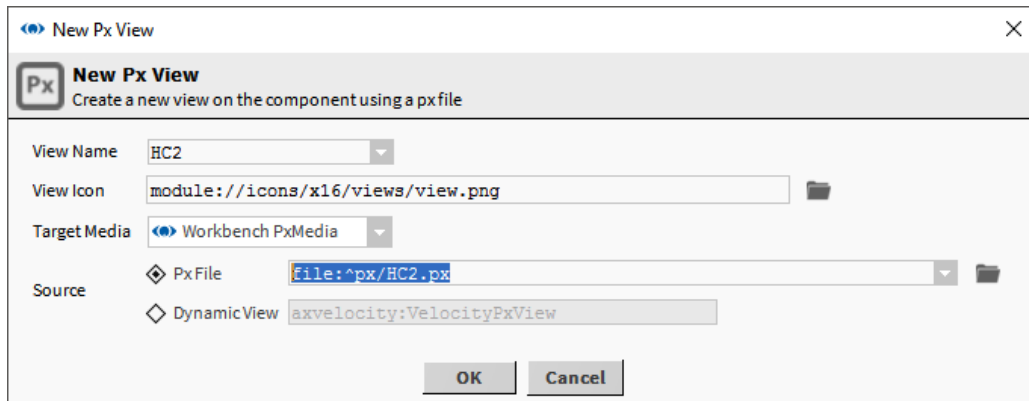 New Px View
Px
New Px View
Create a new view on the component using a px file
View Name HC2
View Icon module://icons/x16/views/view.png
Target Media Workbench PxMedia
Source
Px File file:^px/HC2.px
Dynamic View axvelocity:VelocityPxView
OK Cancel